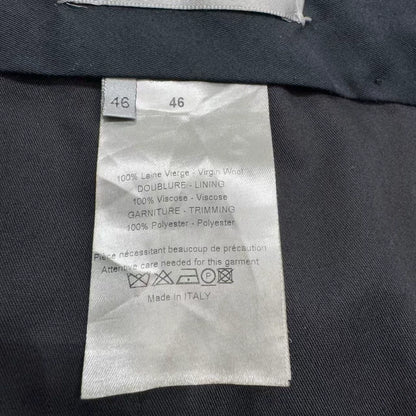 46 46
100% Laine Vierge - Virgin Wool
DOUBLURE - LINING
100% Viscose - Viscose
GARNITURE - TRIMMING
100% Polyester - Polyester
Pièce nécessitant beaucoup de précaution
Attentive care needed for this garment
P
Made in ITALY